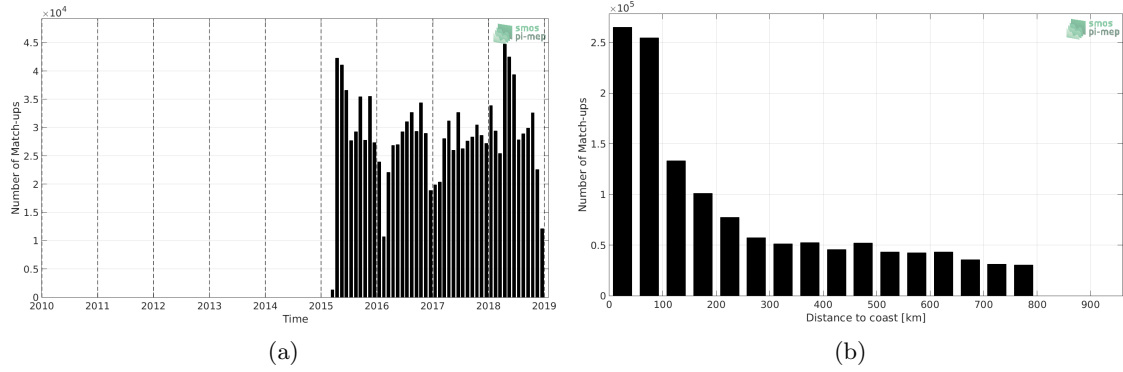 ×10⁴
smos
pi-mep
4.5
4
3.5
3
2.5
2
1.5
1
0.5
0
Number of Match-ups
2010 2011 2012 2013 2014 2015 2016 2017 2018 2019
Time
(a)
×10⁵
smos
pi-mep
2.5
2
1.5
1
0.5
0
Number of Match-ups
0 100 200 300 400 500 600 700 800 900
Distance to coast [km]
(b)